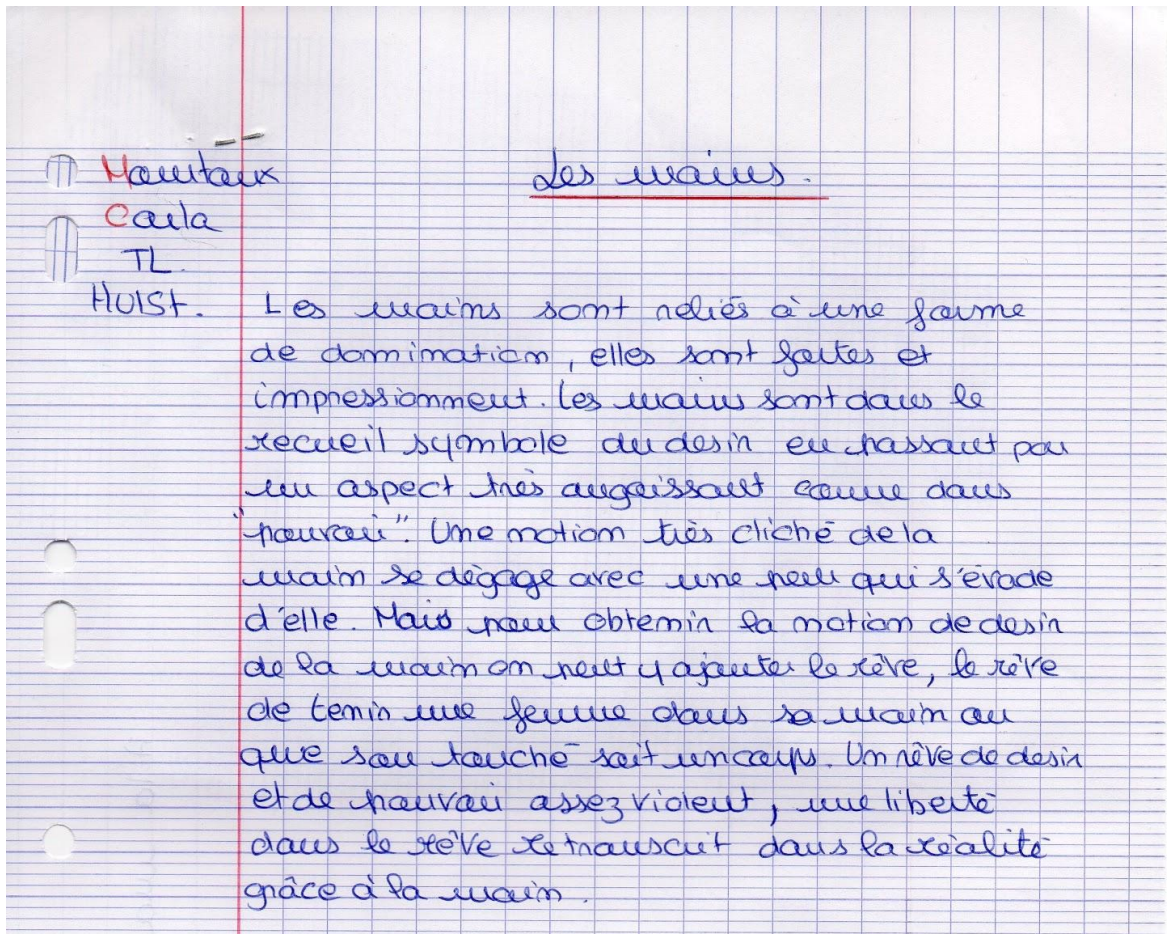 Les mains.
Carla
TL.
Les mains sont reliés à une forme
de domination, elles sont fortes et
impressionnent. Les mains sont dans le
recueil symbole du desir en passant par
un aspect très angoissant comme dans
"pouvoir". Une notion très cliché de la
main se dégage avec une peur qui s'évade
d'elle. Mais pour obtenir la notion de desir
de la main on peut y ajouter le rêve, le rêve
de tenir une femme dans sa main ou
que son touché soit un corps. Un rêve de desir
et de pouvoir assez violent, une liberté
dans le rêve retranscrit dans la réalité
grâce à la main.